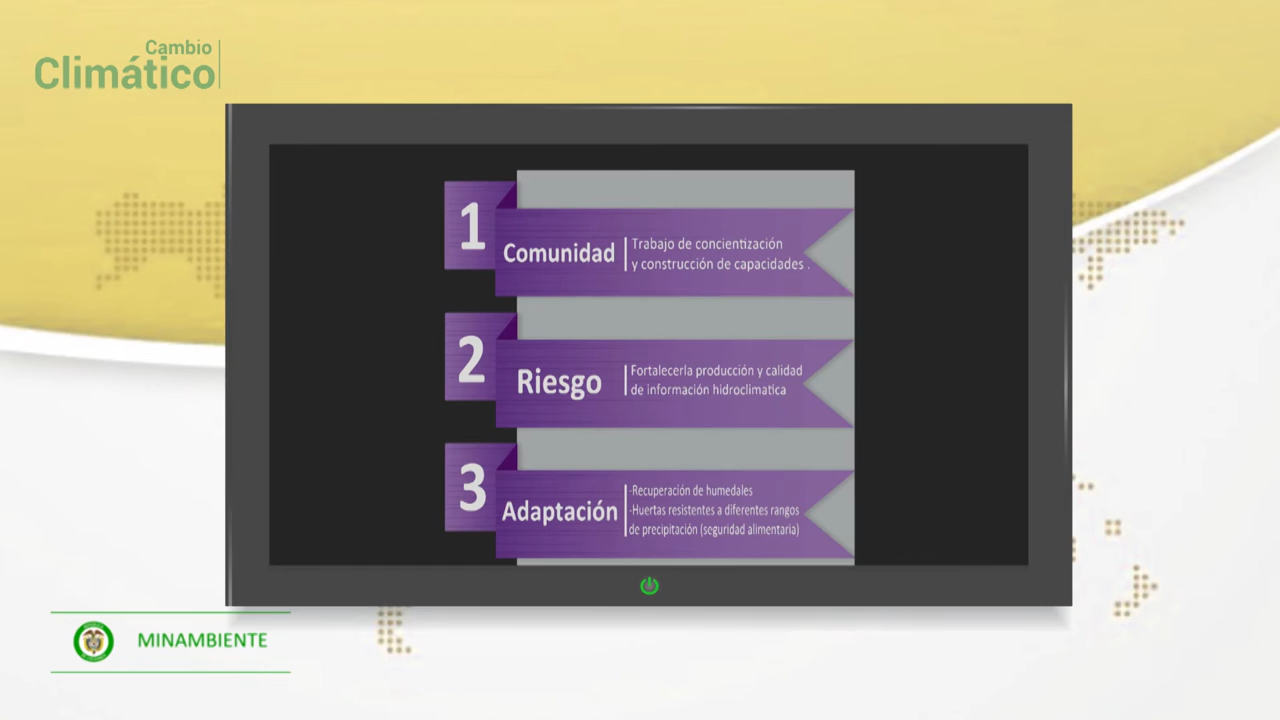 Cambio
Climático
1
Comunidad
Trabajo de concientización
y construcción de capacidades .
2
Riesgo
Fortalecerla producción y calidad
de información hidroclimatica
3
Adaptación
-Recuperación de humedales
-Huertas resistentes a diferentes rangos
de precipitación (seguridad alimentaria)
MINAMBIENTE